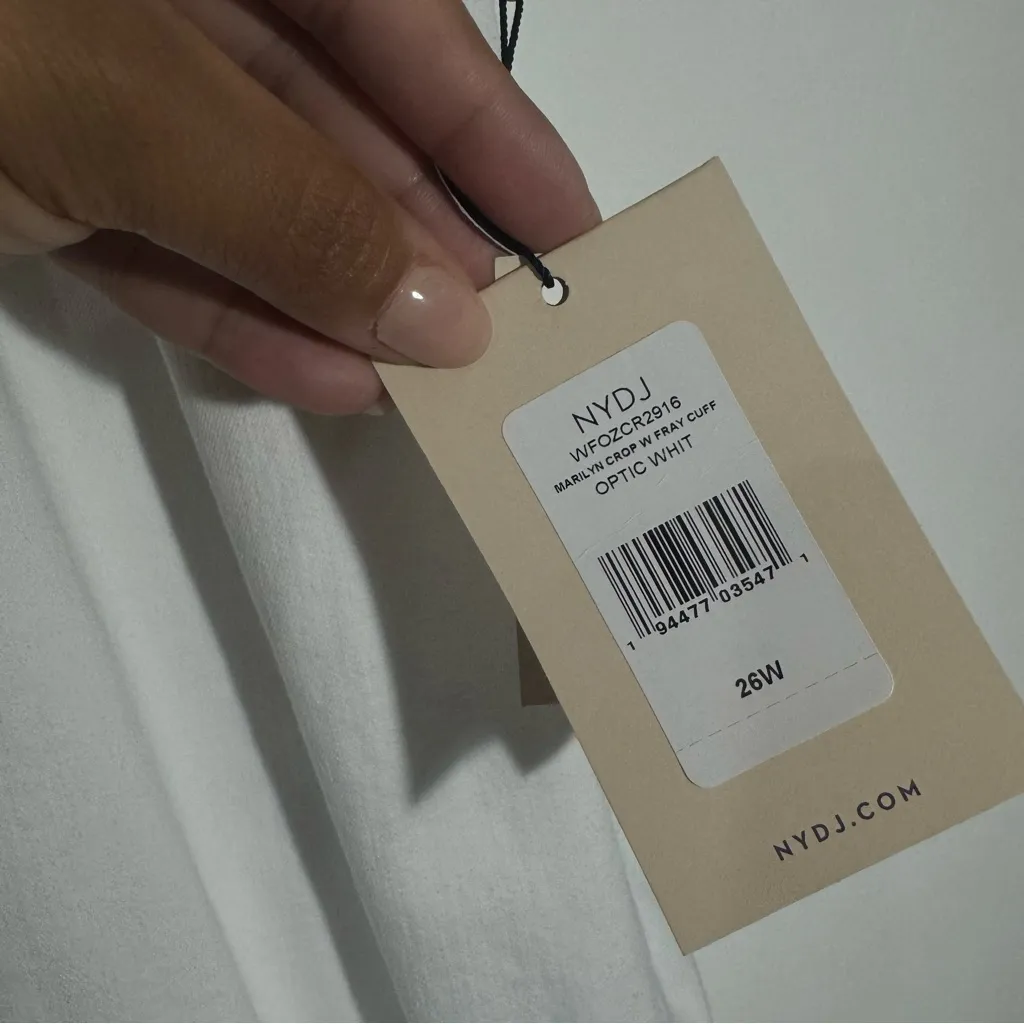 NYDJ
WFOZCR2916
MARILYN CROP W FRAY CUFF
OPTIC WHIT
1 94477 03547 1
26W
NYDJ.COM